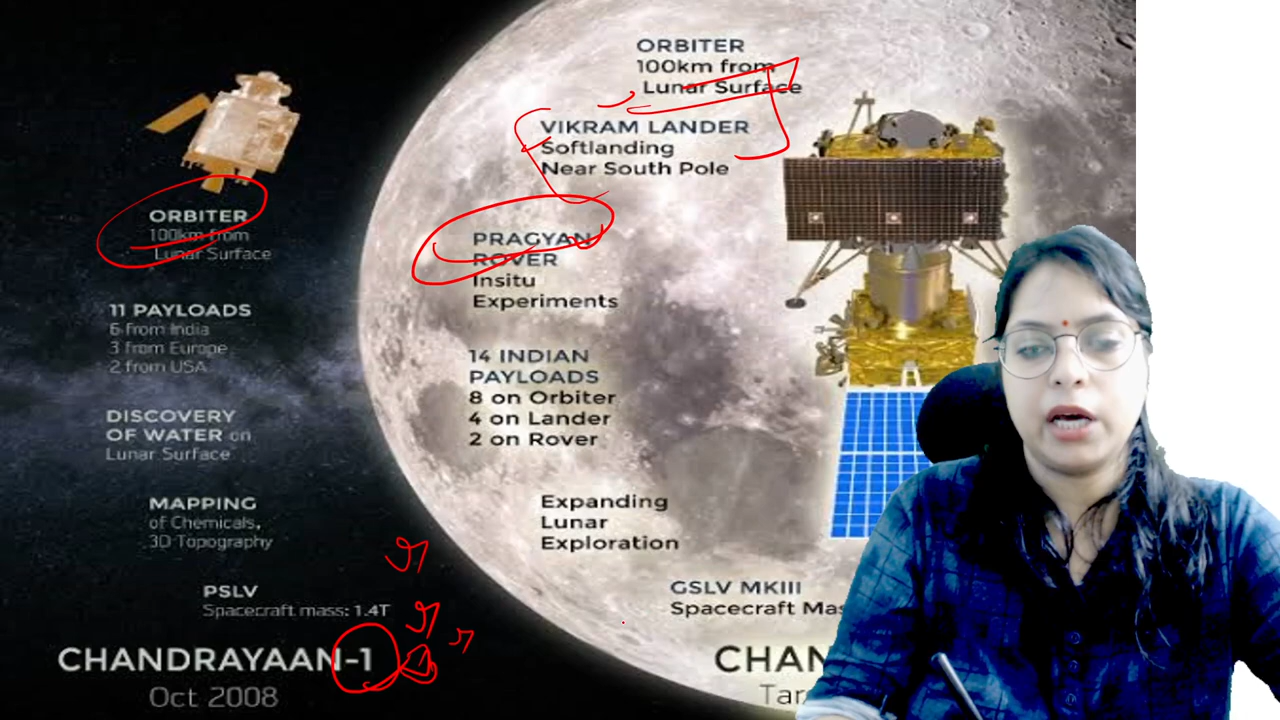 ORBITER
100km from
Lunar Surface
11 PAYLOADS
6 from India
3 from Europe
2 from USA
DISCOVERY
OF WATER on
Lunar Surface
MAPPING
of Chemicals,
3D Topography
PSLV
Spacecraft mass: 1.4T
CHANDRAYAAN-1
Oct 2008
ORBITER
100km from
Lunar Surface
VIKRAM LANDER
Softlanding
Near South Pole
PRAGYAN
ROVER
Insitu
Experiments
14 INDIAN
PAYLOADS
8 on Orbiter
4 on Lander
2 on Rover
Expanding
Lunar
Exploration
GSLV MKIII
Spacecraft Mas
CHAN
Tar